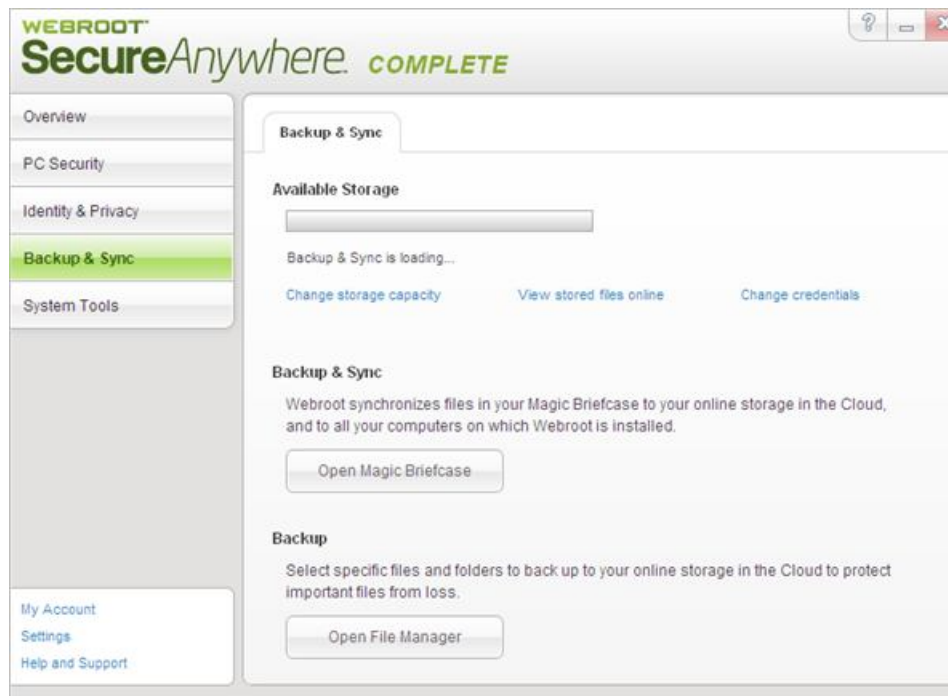 WEBROOT
SecureAnywhere. COMPLETE
?
Overview
PC Security
Identity & Privacy
Backup & Sync
System Tools
My Account
Settings
Help and Support
Backup & Sync
Available Storage
Backup & Sync is loading...
Change storage capacity View stored files online Change credentials
Backup & Sync
Webroot synchronizes files in your Magic Briefcase to your online storage in the Cloud,
and to all your computers on which Webroot is installed.
Open Magic Briefcase
Backup
Select specific files and folders to back up to your online storage in the Cloud to protect
important files from loss.
Open File Manager